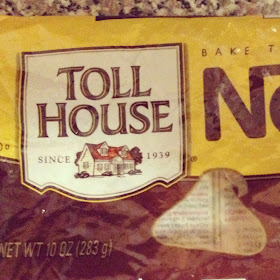 BAKE T
TOLL
HOUSE
®
SINCE 1939
®
NET WT 10 OZ (283 g)